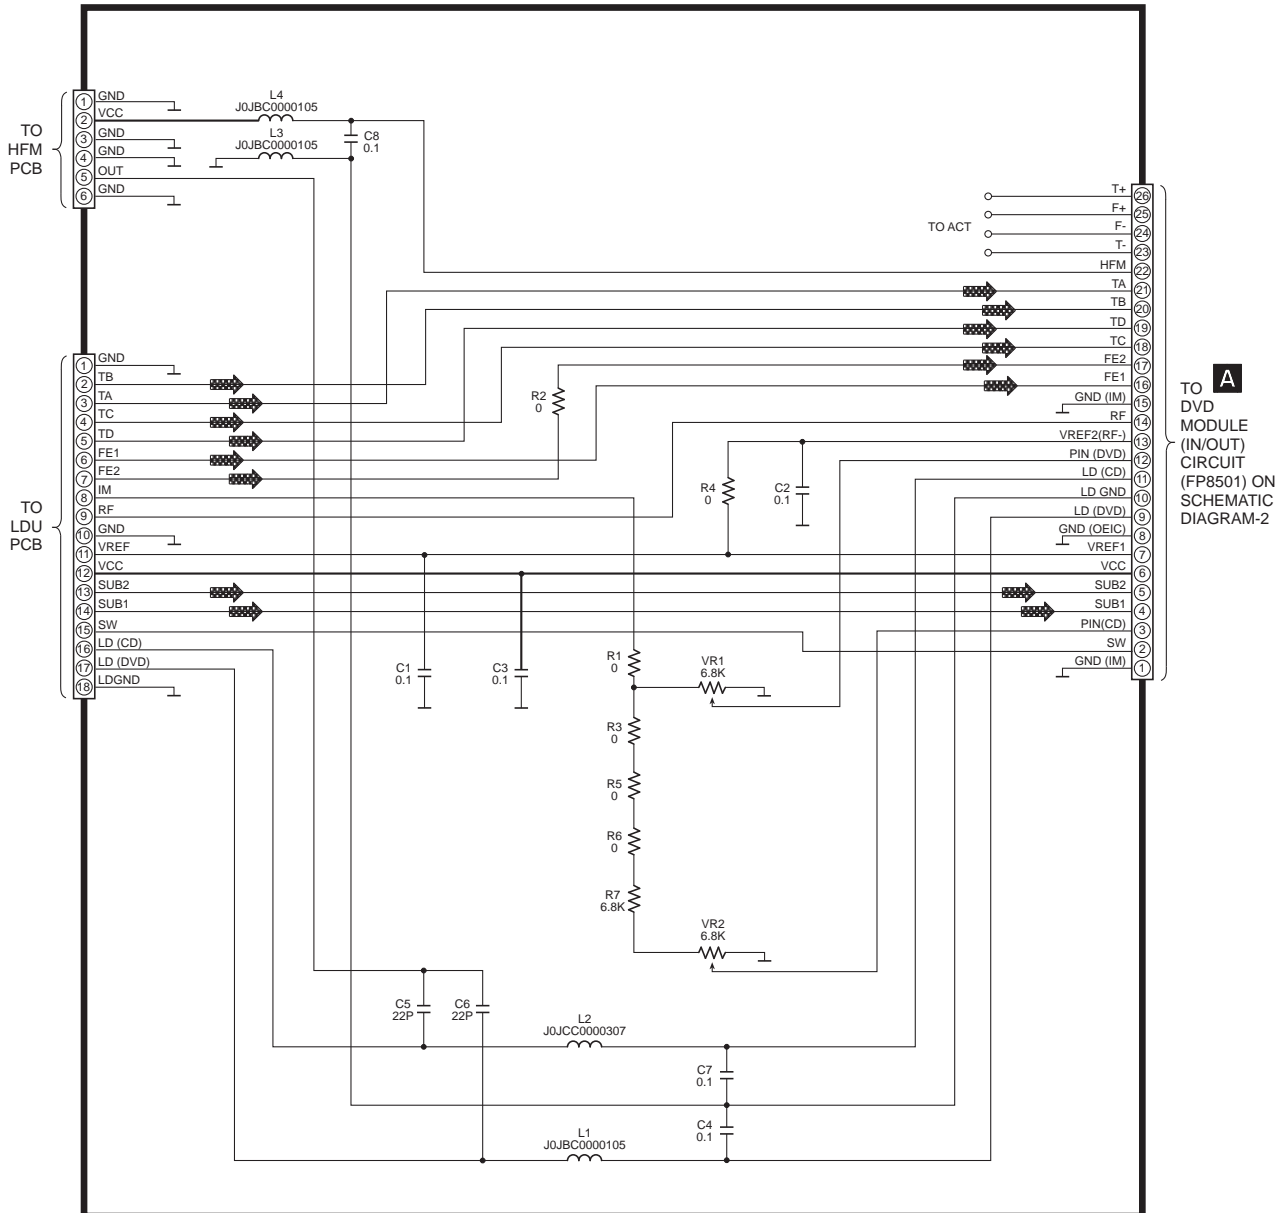 TO
HFM
PCB
1 GND
2 VCC
3 GND
4 GND
5 OUT
6 GND
L4
J0JBC0000105
L3
J0JBC0000105
C8
0.1
TO ACT
T+ 26
F+ 25
F- 24
T- 23
HFM 22
TA 21
TB 20
TD 19
TC 18
FE2 17
FE1 16
GND (IM) 15
RF 14
VREF2(RF-) 13
PIN (DVD) 12
LD (CD) 11
LD GND 10
LD (DVD) 9
GND (OEIC) 8
VREF1 7
VCC 6
SUB2 5
SUB1 4
PIN(CD) 3
SW 2
GND (IM) 1
TO A
DVD
MODULE
(IN/OUT)
CIRCUIT
(FP8501) ON
SCHEMATIC
DIAGRAM-2
TO
LDU
PCB
1 GND
2 TB
3 TA
4 TC
5 TD
6 FE1
7 FE2
8 IM
9 RF
10 GND
11 VREF
12 VCC
13 SUB2
14 SUB1
15 SW
16 LD (CD)
17 LD (DVD)
18 LDGND
R2
0
R4
0
C2
0.1
C1
0.1
C3
0.1
R1
0
VR1
6.8K
R3
0
R5
0
R6
0
R7
6.8K
VR2
6.8K
C5
22P
C6
22P
L2
J0JCC0000307
C7
0.1
C4
0.1
L1
J0JBC0000105